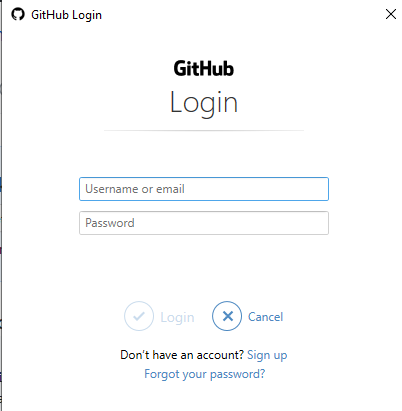 GitHub Login
GitHub
Login
Username or email
Password
Login Cancel
Don't have an account? Sign up
Forgot your password?